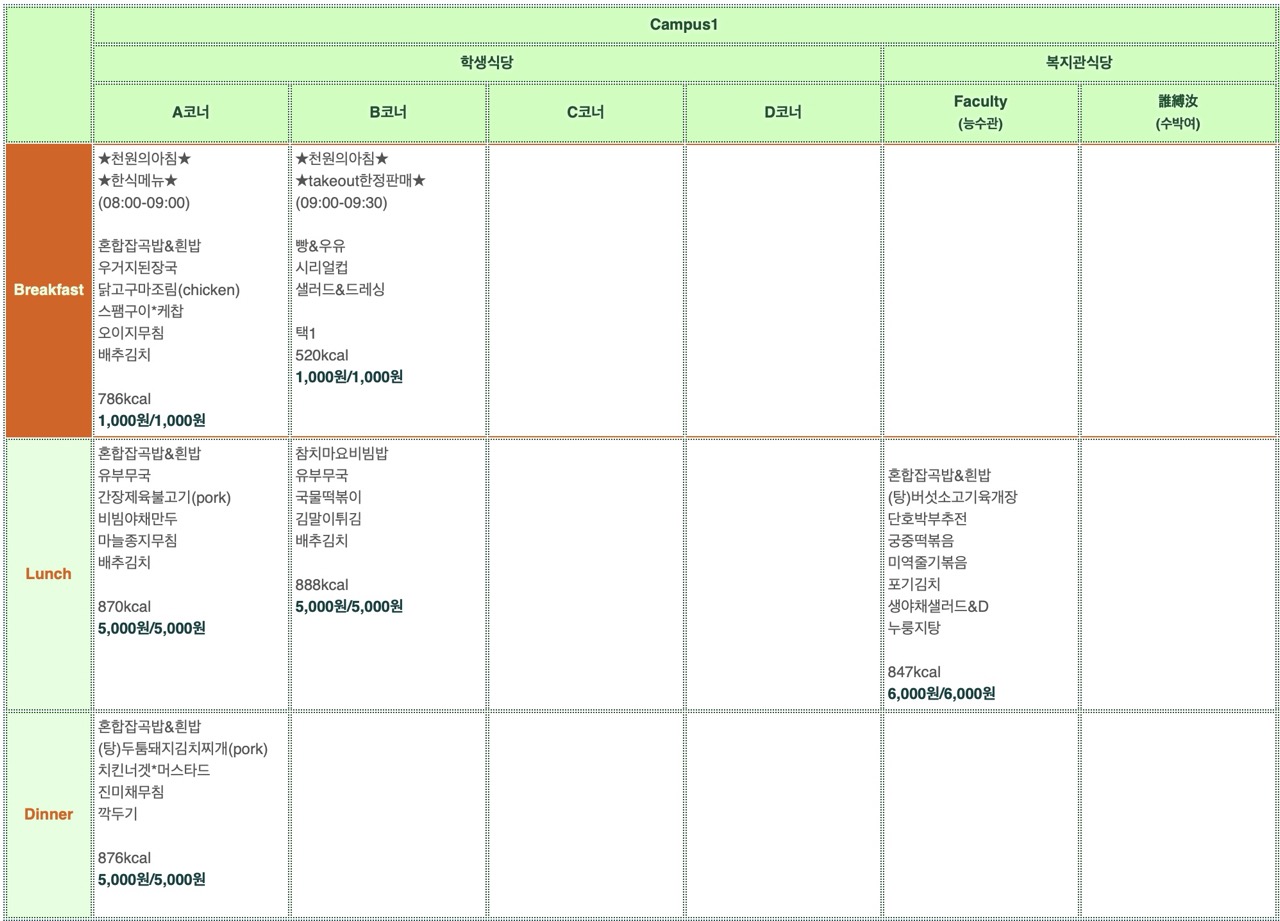 Campus1
학생식당
복지관식당
A코너
B코너
C코너
D코너
Faculty
(능수관)
誰縛汝
(수박여)
Breakfast
★천원의아침★
★한식메뉴★
(08:00-09:00)
혼합잡곡밥&흰밥
우거지된장국
닭고구마조림(chicken)
스팸구이*케찹
오이지무침
배추김치
786kcal
1,000원/1,000원
★천원의아침★
★takeout한정판매★
(09:00-09:30)
빵&우유
시리얼컵
샐러드&드레싱
택1
520kcal
1,000원/1,000원
Lunch
혼합잡곡밥&흰밥
유부무국
간장제육불고기(pork)
비빔야채만두
마늘종지무침
배추김치
870kcal
5,000원/5,000원
참치마요비빔밥
유부무국
국물떡볶이
김말이튀김
배추김치
888kcal
5,000원/5,000원
혼합잡곡밥&흰밥
(탕)버섯소고기육개장
단호박부추전
궁중떡볶음
미역줄기볶음
포기김치
생야채샐러드&D
누룽지탕
847kcal
6,000원/6,000원
Dinner
혼합잡곡밥&흰밥
(탕)두툼돼지김치찌개(pork)
치킨너겟*머스타드
진미채무침
깍두기
876kcal
5,000원/5,000원